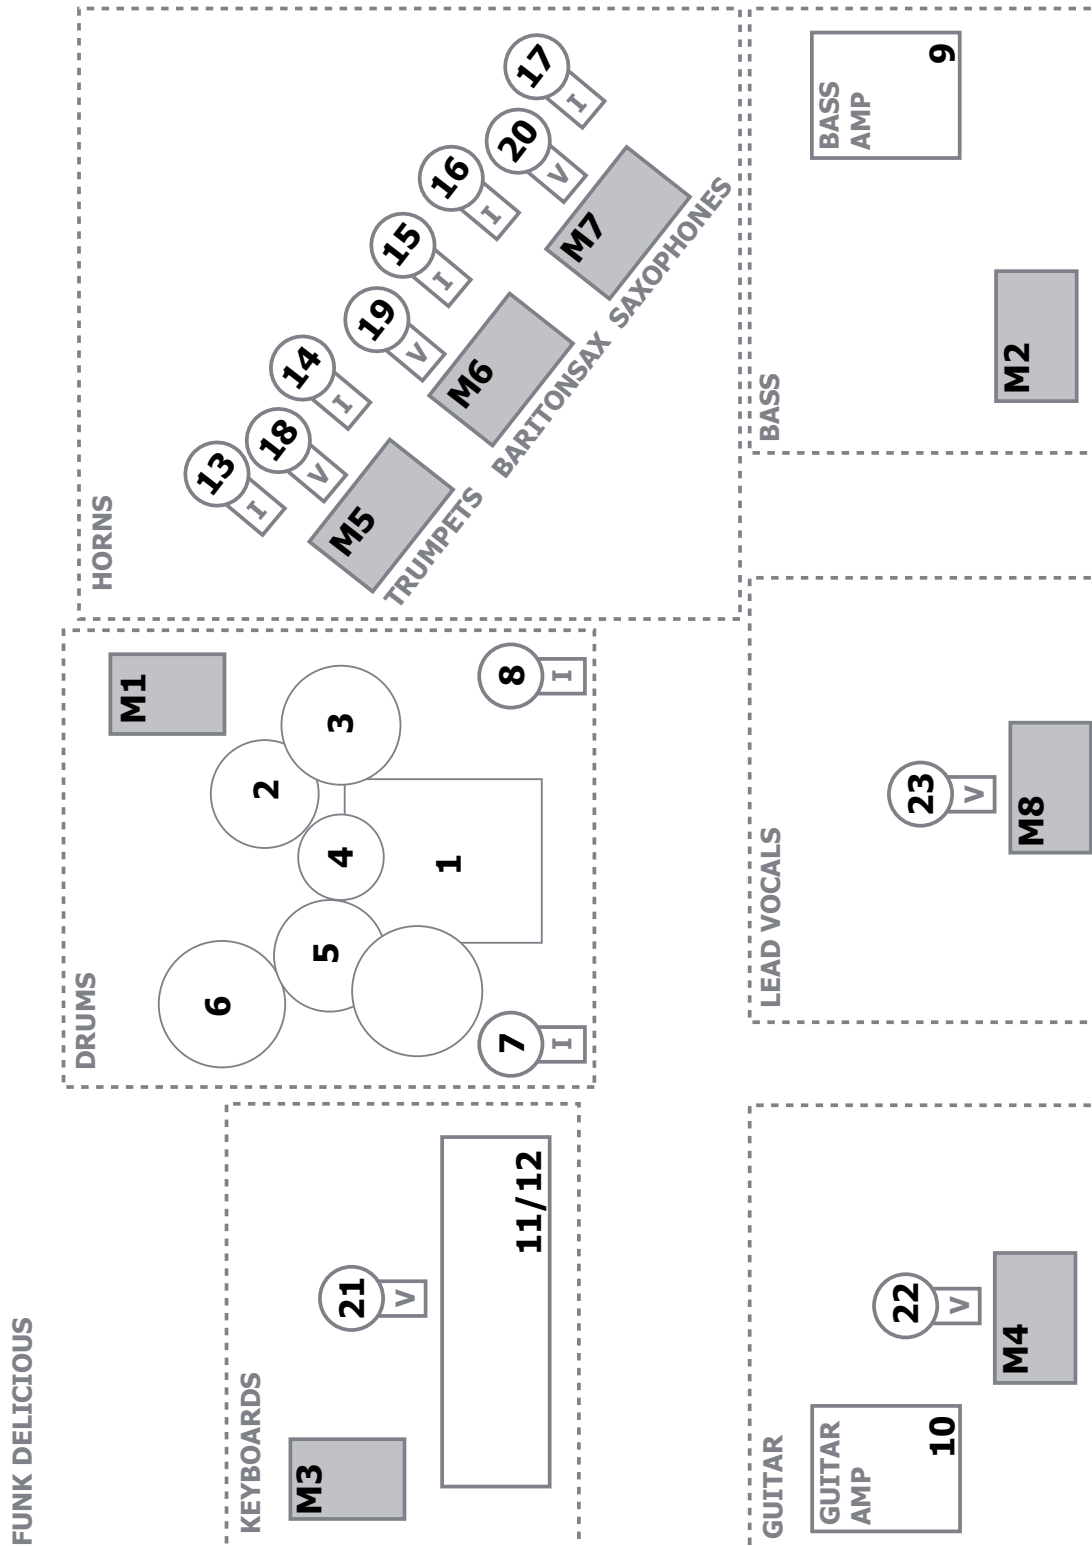 FUNK DELICIOUS
KEYBOARDS
M3
21
V
11/12
DRUMS
M1
6
2
5
4
3
1
7
I
8
I
HORNS
13
I
18
V
14
I
19
V
15
I
16
I
20
V
17
I
M5
TRUMPETS
M6
BARITONSAX
M7
SAXOPHONES
GUITAR
GUITAR
AMP
10
22
V
M4
LEAD VOCALS
23
V
M8
BASS
BASS
AMP
9
M2